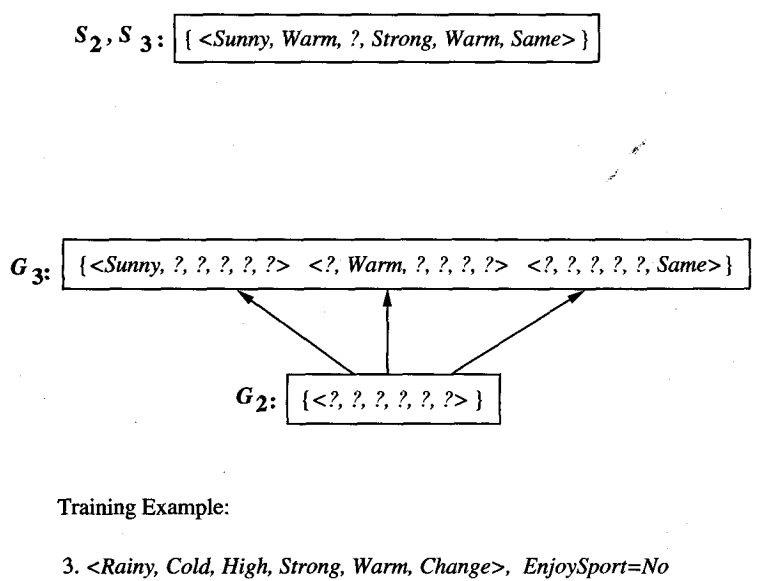 S2, S3: { <Sunny, Warm, ?, Strong, Warm, Same> }
G3: {<Sunny, ?, ?, ?, ?, ?> <?, Warm, ?, ?, ?, ?> <?, ?, ?, ?, ?, Same>}
G2: {<?, ?, ?, ?, ?, ?> }
Training Example:
3. <Rainy, Cold, High, Strong, Warm, Change>, EnjoySport=No